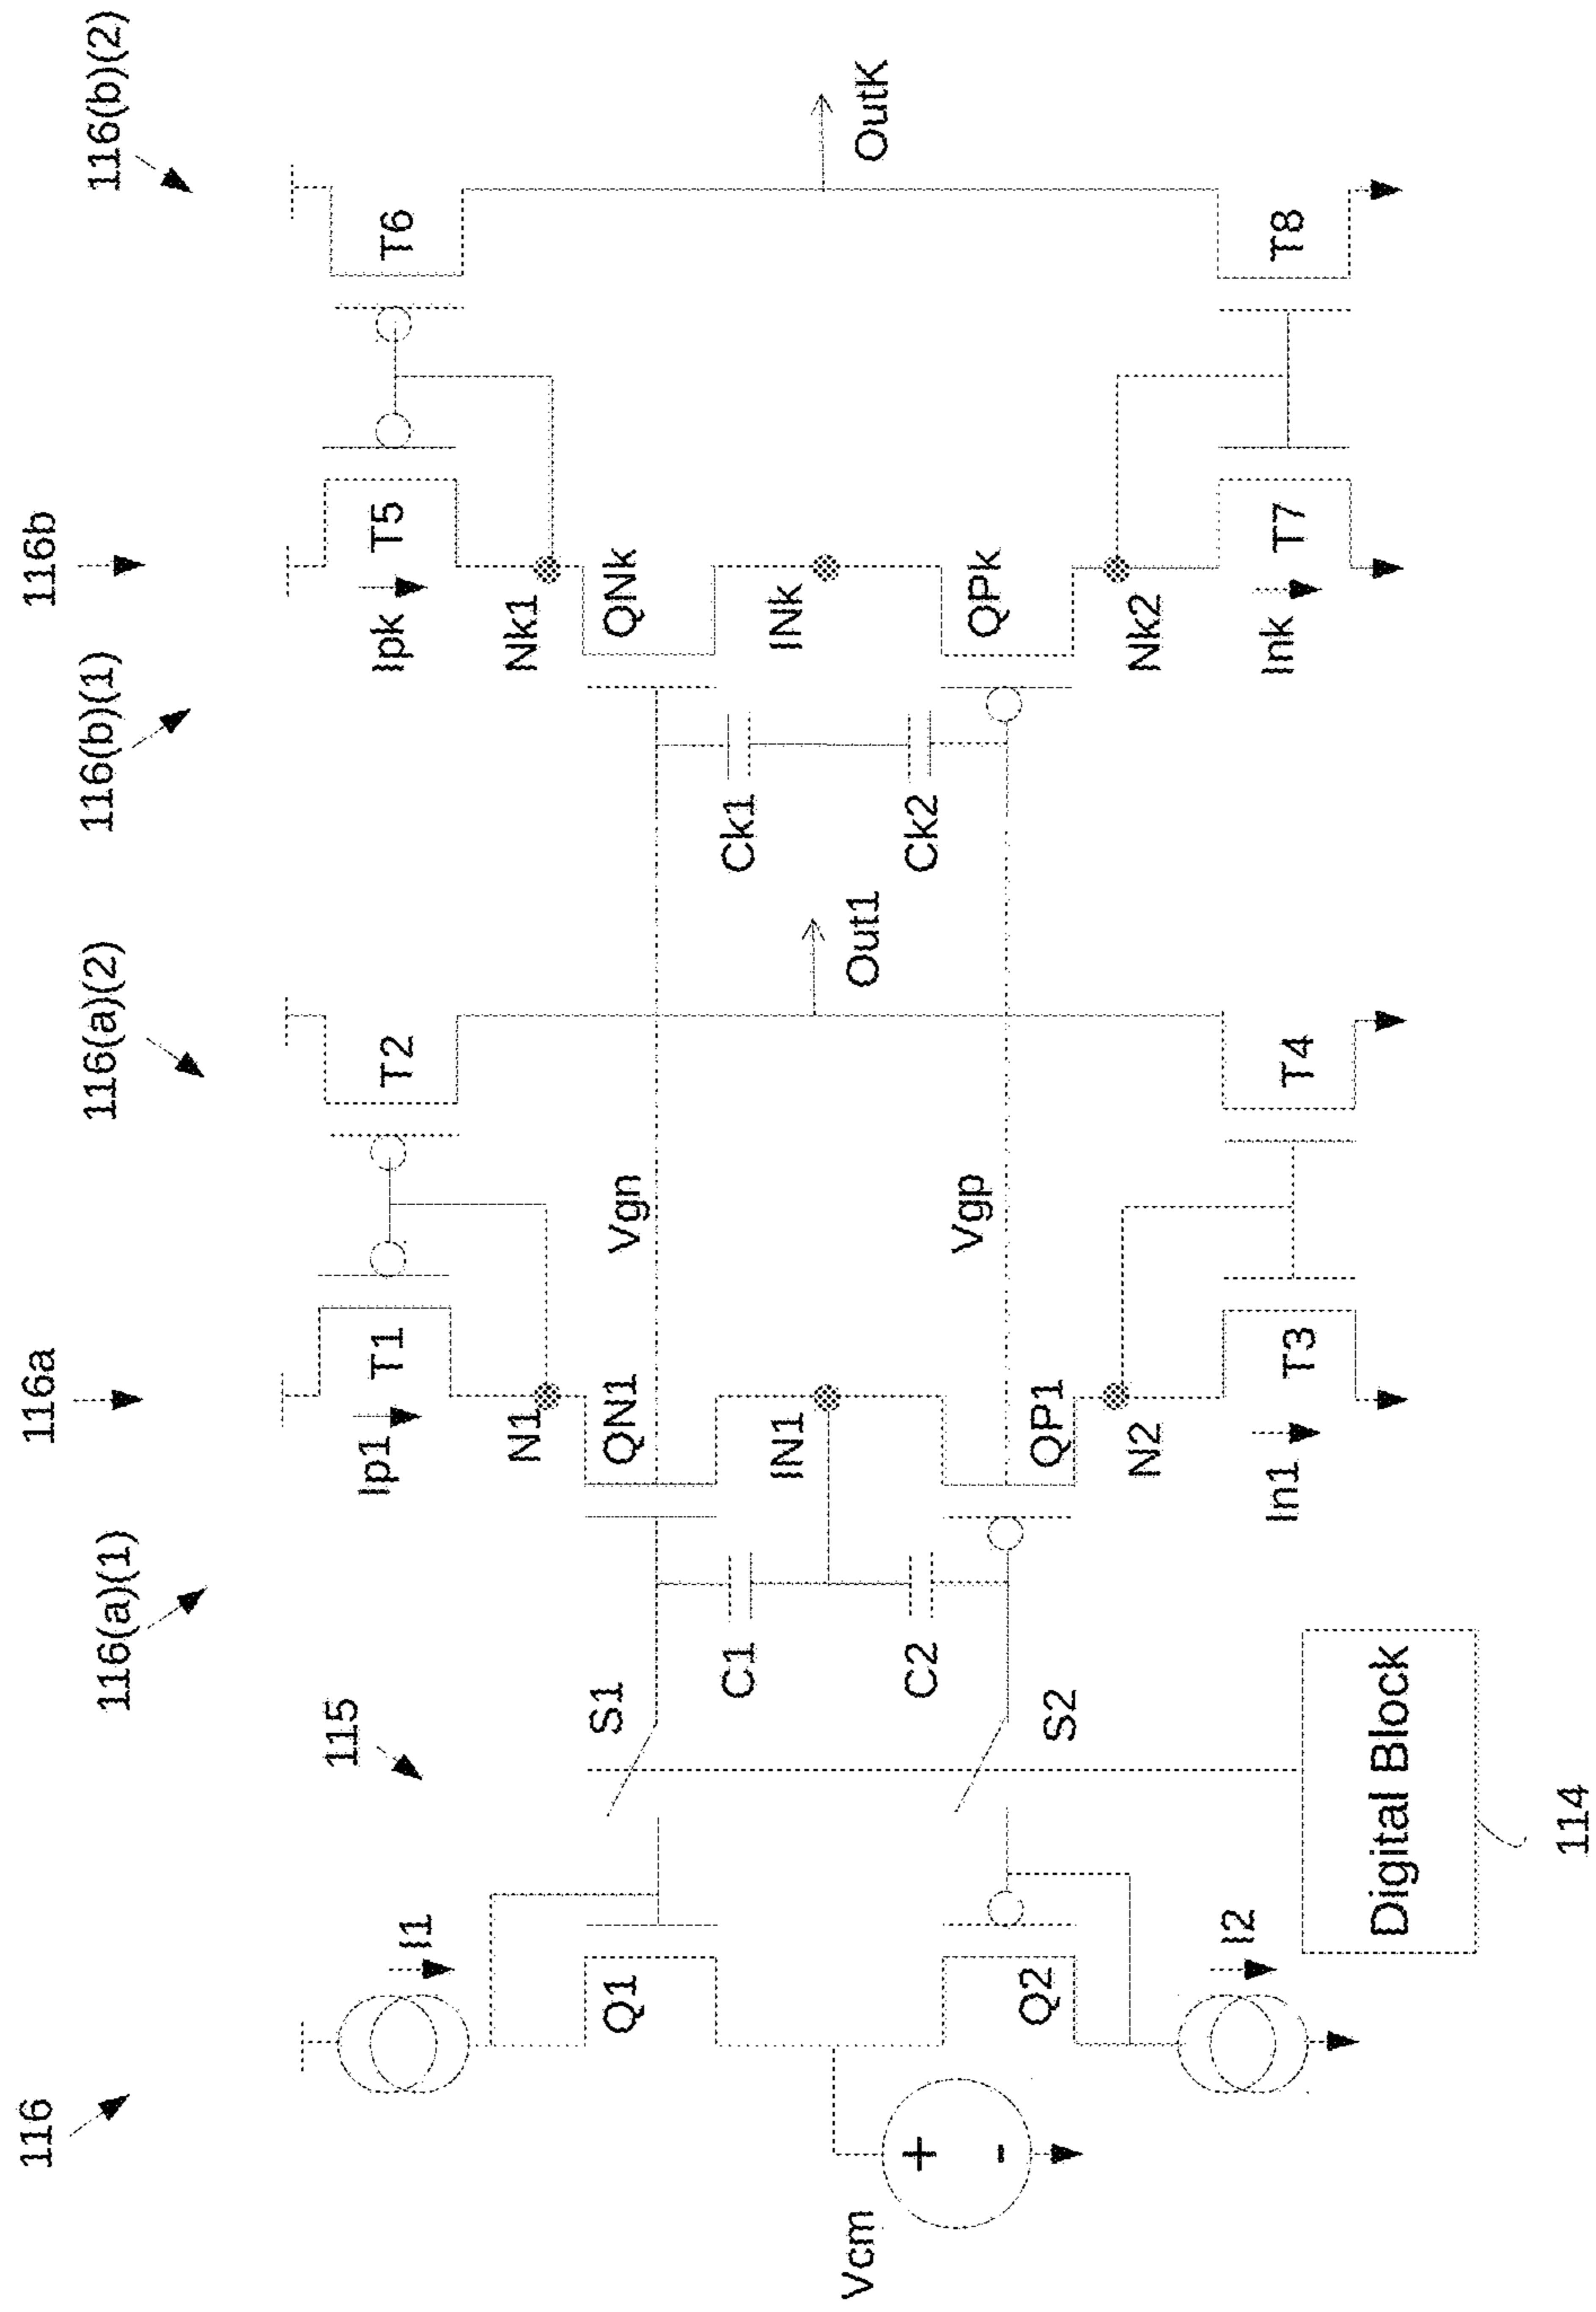 116
116a
116b
116(a)(1)
116(a)(2)
116(b)(1)
116(b)(2)
115
I1
Ip1
T1
T2
Ipk
T5
T6
N1
Nk1
Q1
S1
QN1
Vgn
QNk
C1
IN1
Ck1
INk
Vcm
+
-
Out1
OutK
C2
Ck2
Q2
S2
QP1
Vgp
QPk
N2
Nk2
I2
In1
T3
T4
Ink
T7
T8
Digital Block
114